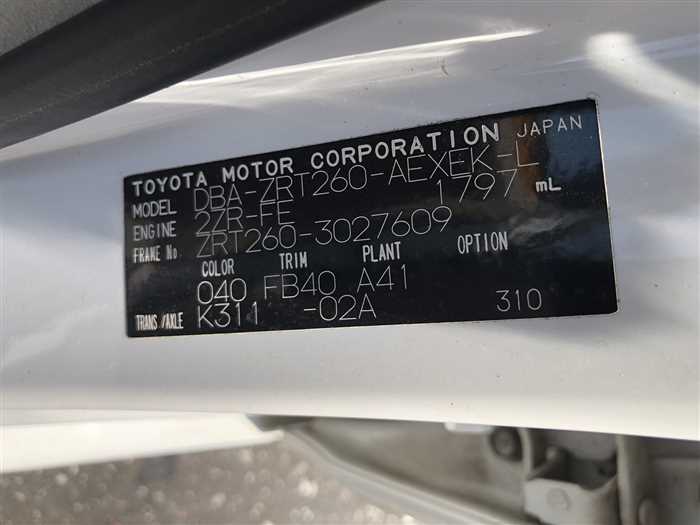 TOYOTA MOTOR CORPORATION JAPAN
MODEL DBA-ZRT260-AEXEK-L
ENGINE 2ZR-FE 1797 mL
FRAME No. ZRT260-3027609
COLOR TRIM PLANT OPTION
040 FB40 A41
TRANS/AXLE K311 -02A 310